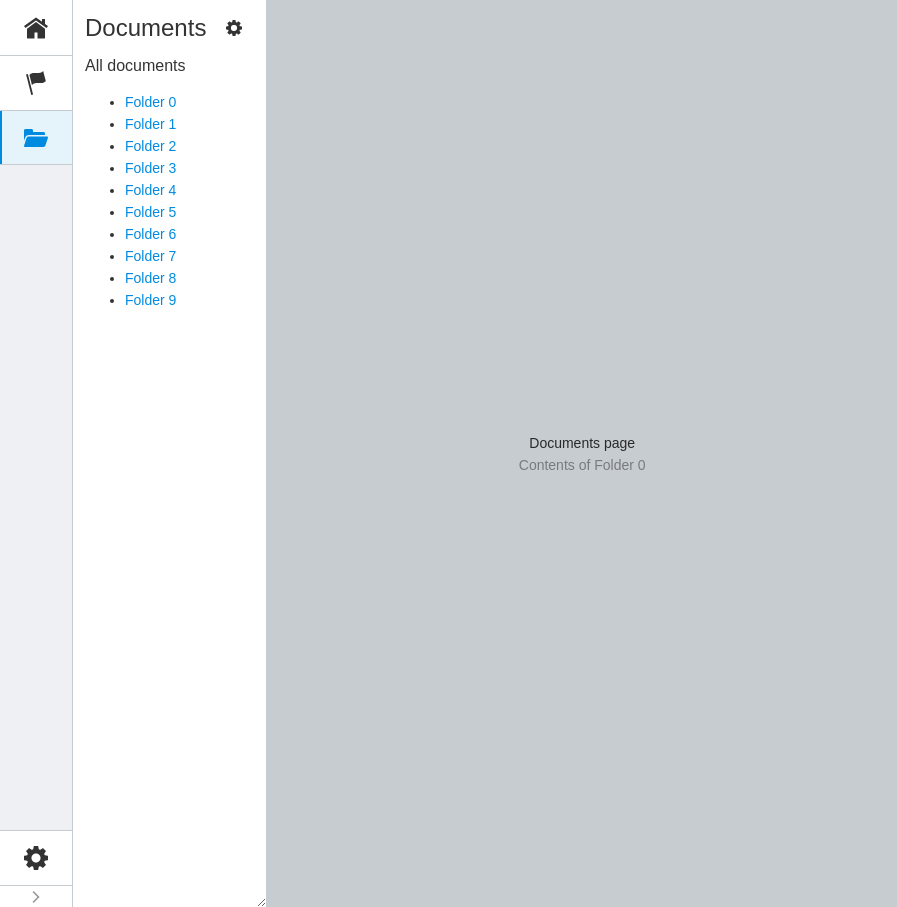 Documents
All documents
Folder 0
Folder 1
Folder 2
Folder 3
Folder 4
Folder 5
Folder 6
Folder 7
Folder 8
Folder 9
Documents page
Contents of Folder 0